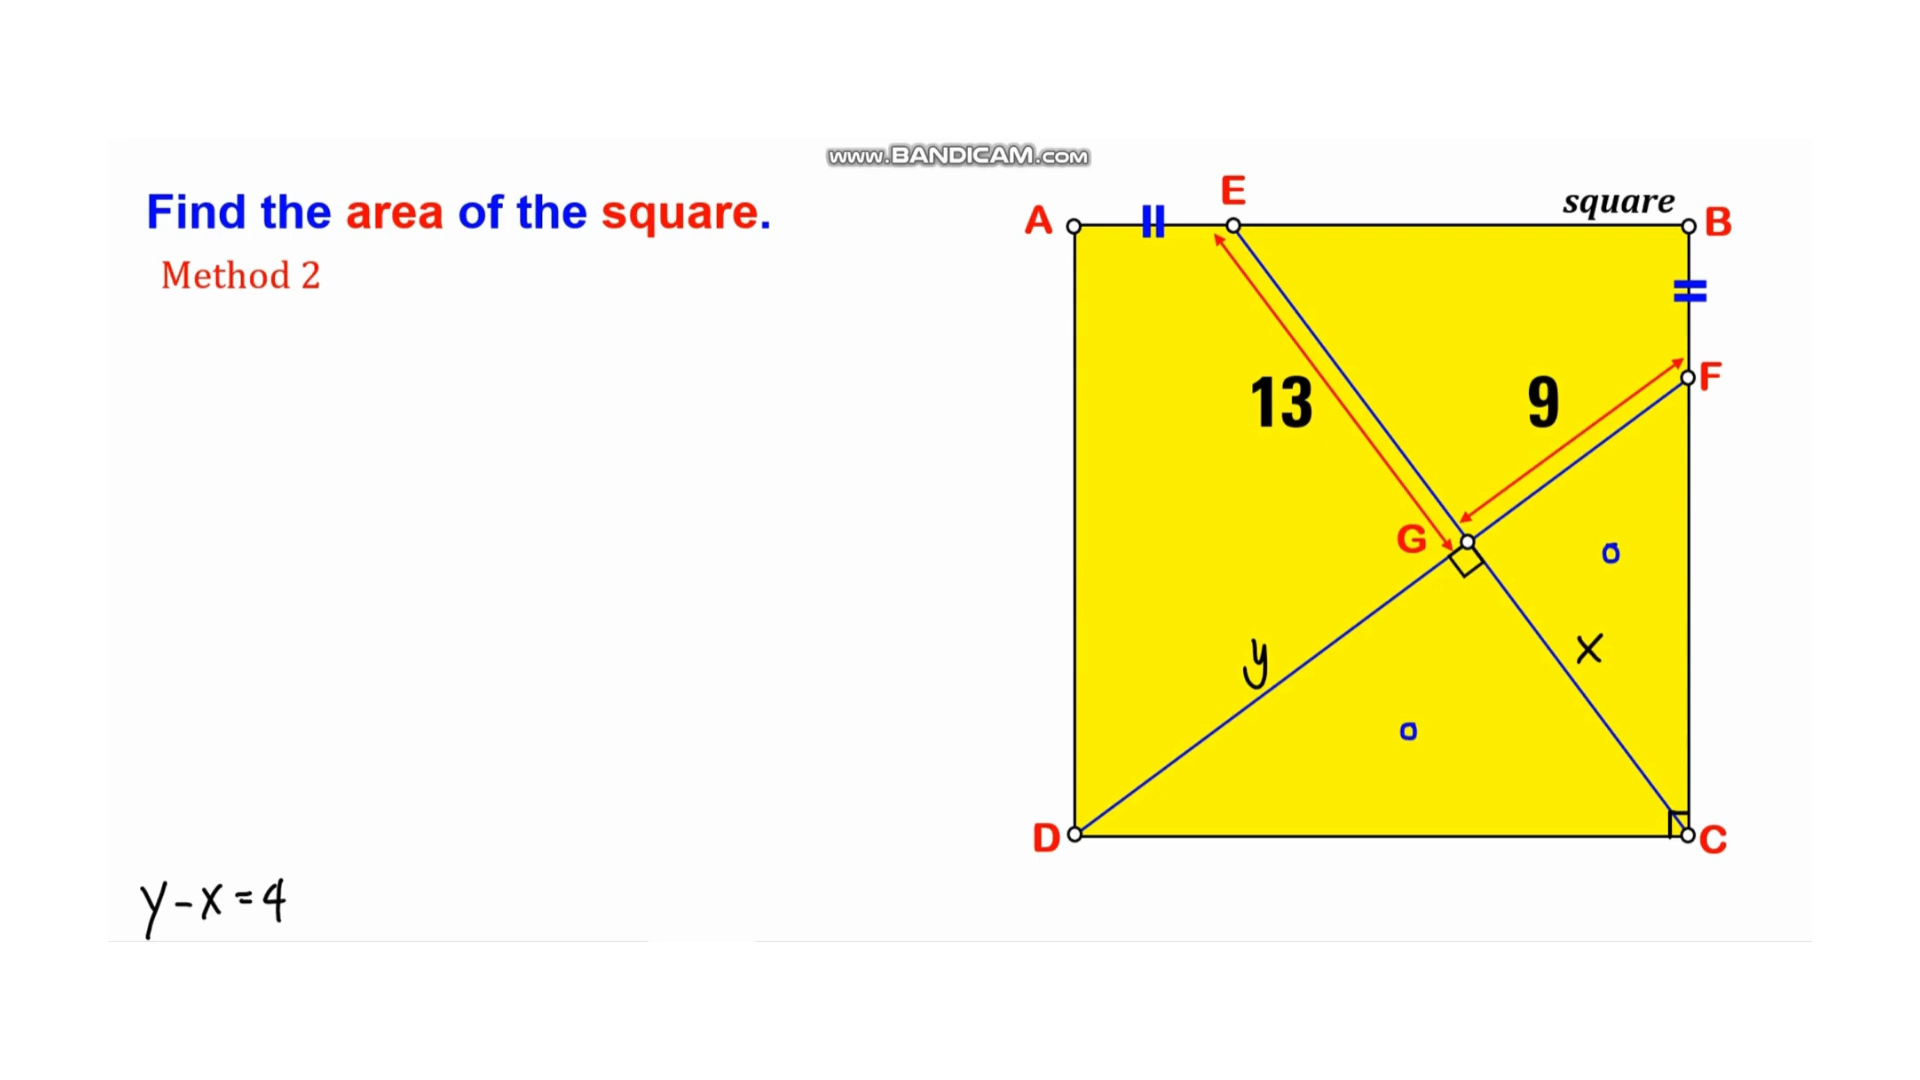 www.BANDICAM.com
Find the area of the square.
Method 2
E
square
A
B
F
13
9
G
y
x
D
C
y-x=4